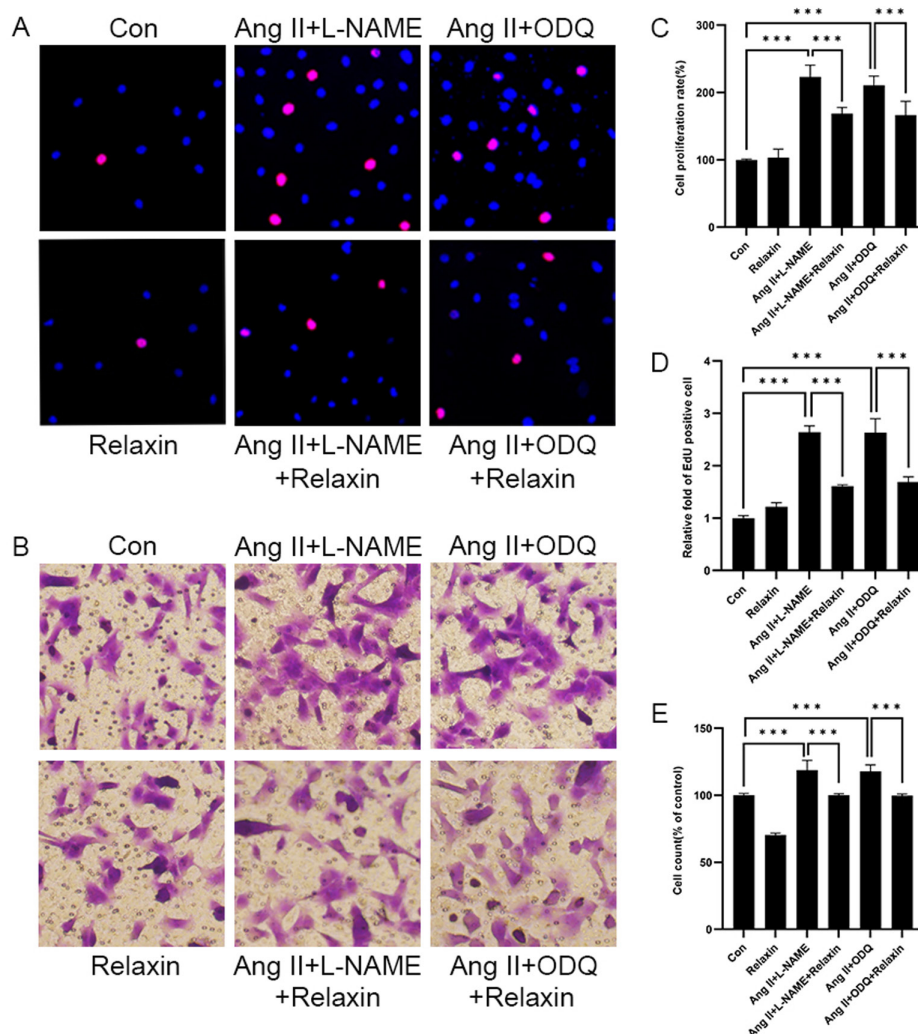 A
Con
Ang II+L-NAME
Ang II+ODQ
Relaxin
Ang II+L-NAME
+Relaxin
Ang II+ODQ
+Relaxin
B
Con
Ang II+L-NAME
Ang II+ODQ
Relaxin
Ang II+L-NAME
+Relaxin
Ang II+ODQ
+Relaxin
C
Cell proliferation rate(%)
300
200
100
0
***
***
***
***
Con
Relaxin
Ang II+L-NAME
Ang II+L-NAME+Relaxin
Ang II+ODQ
Ang II+ODQ+Relaxin
D
Relative fold of EdU positive cell
4
3
2
1
0
***
***
***
***
Con
Relaxin
Ang II+L-NAME
Ang II+L-NAME+Relaxin
Ang II+ODQ
Ang II+ODQ+Relaxin
E
Cell count(% of control)
150
100
50
0
***
***
***
***
Con
Relaxin
Ang II+L-NAME
Ang II+L-NAME+Relaxin
Ang II+ODQ
Ang II+ODQ+Relaxin